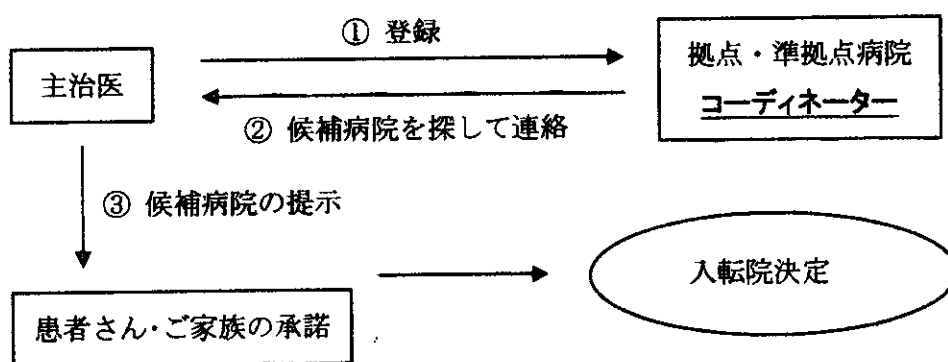 ① 登録
主治医
拠点・準拠点病院
コーディネーター
② 候補病院を探して連絡
③ 候補病院の提示
入転院決定
患者さん・ご家族の承諾